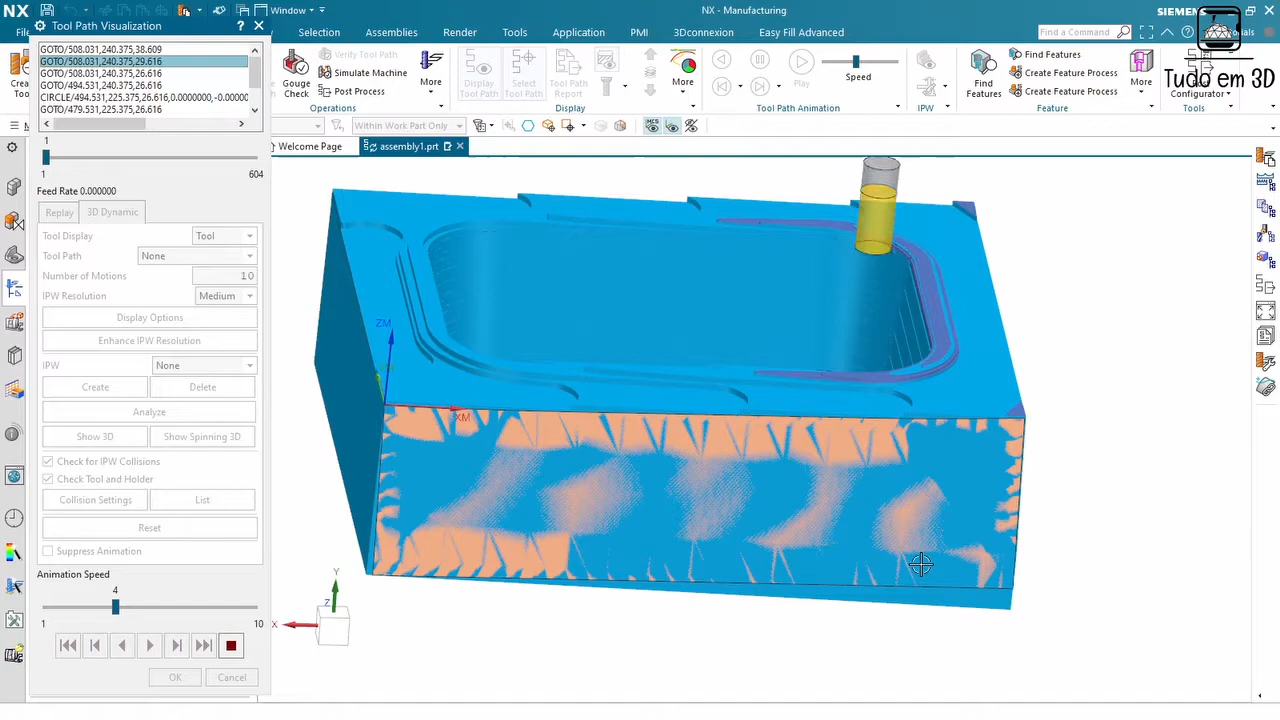 NX
Window
NX - Manufacturing
SIEMENS
Tool Path Visualization
Selection
Assemblies
Render
Tools
Application
PMI
3Dconnexion
Easy Fill Advanced
Find a Command
Tudo em 3D
GOTO/508.031,240.375,38.609
GOTO/508.031,240.375,29.616
GOTO/508.031,240.375,26.616
GOTO/494.531,240.375,26.616
CIRCLE/494.531,225.375,26.616,0.0000000,-0.0000
GOTO/479.531,225.375,26.616
Gouge Check
Verify Tool Path
Simulate Machine
Post Process
More
Operations
Display Tool Path
Select Tool Path
Tool Path Report
More
Display
Speed
Tool Path Animation
IPW
Find Features
Find Features
Create Feature Process
Create Feature Process
More
Feature
Tools
Within Work Part Only
Welcome Page
assembly1.prt
1
1
604
Feed Rate 0.000000
Replay
3D Dynamic
Tool Display
Tool
Tool Path
None
Number of Motions
10
IPW Resolution
Medium
Display Options
Enhance IPW Resolution
IPW
None
Create
Delete
Analyze
Show 3D
Show Spinning 3D
Check for IPW Collisions
Check Tool and Holder
Collision Settings
List
Reset
Suppress Animation
Animation Speed
4
1
10
OK
Cancel
ZM
XM
Y
Z
X